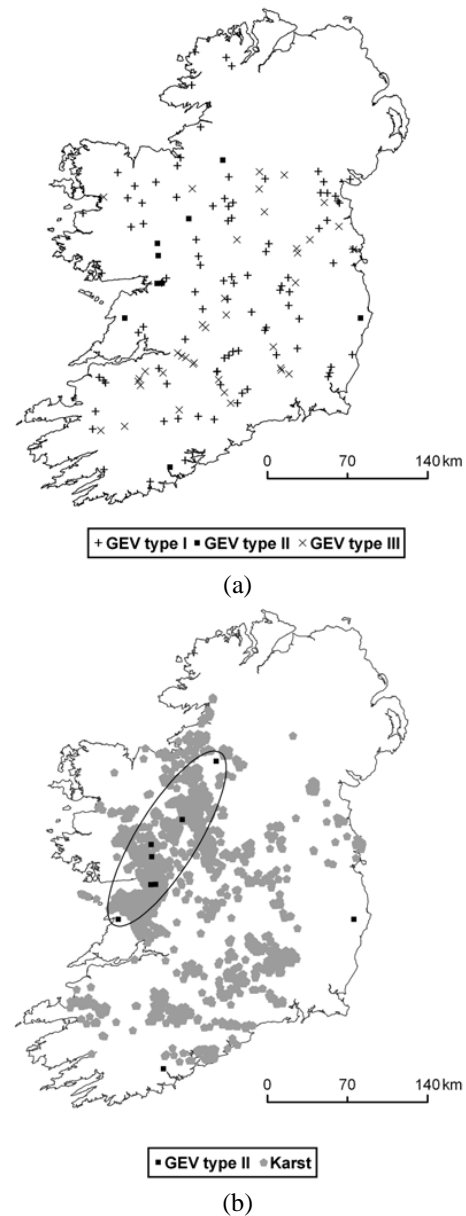 0 70 140 km
+ GEV type I ■ GEV type II × GEV type III
(a)
0 70 140 km
■ GEV type II ⬟ Karst
(b)